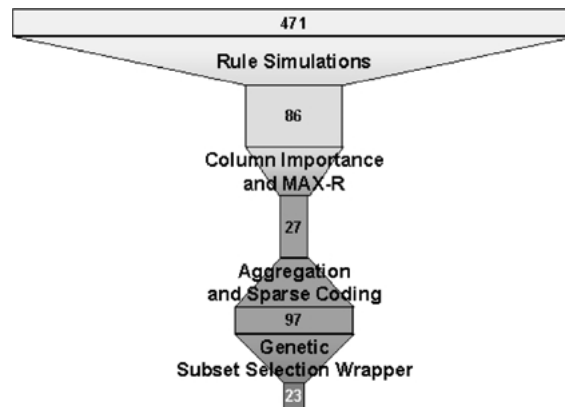 471
Rule Simulations
86
Column Importance
and MAX-R
27
Aggregation
and Sparse Coding
97
Genetic
Subset Selection Wrapper
23